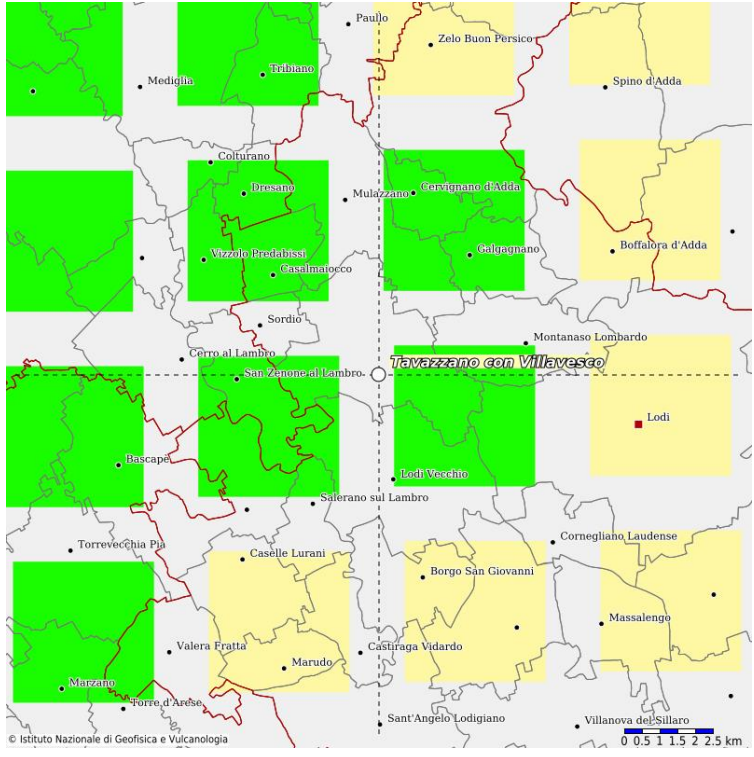 Paullo
Zelo Buon Persico
Tribiano
Mediglia
Spino d'Adda
Colturano
Dresano
Mulazzano
Cervignano d'Adda
Vizzolo Predabissi
Casalmaiocco
Galgagnano
Boffalora d'Adda
Sordio
Montanaso Lombardo
Cerro al Lambro
Tavazzano con Villavesco
San Zenone al Lambro
Lodi
Bascapè
Lodi Vecchio
Salerano sul Lambro
Torrevecchia Pia
Caselle Lurani
Cornegliano Laudense
Borgo San Giovanni
Massalengo
Valera Fratta
Castiraga Vidardo
Marudo
Marzano
Torre d'Arese
Sant'Angelo Lodigiano
Villanova del Sillaro
© Istituto Nazionale di Geofisica e Vulcanologia
0 0.5 1 1.5 2 2.5 km